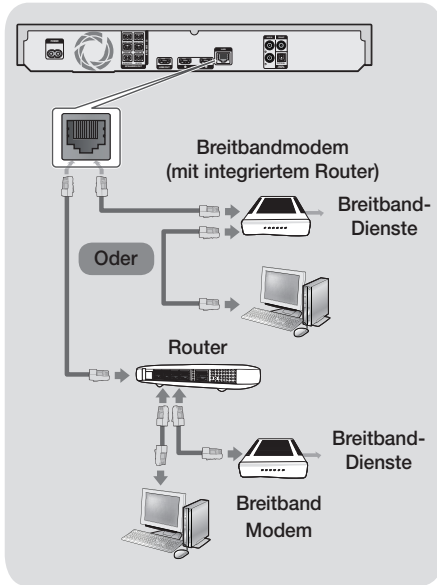 Breitbandmodem
(mit integriertem Router)
Breitband-
Dienste
Oder
Router
Breitband-
Dienste
Breitband
Modem